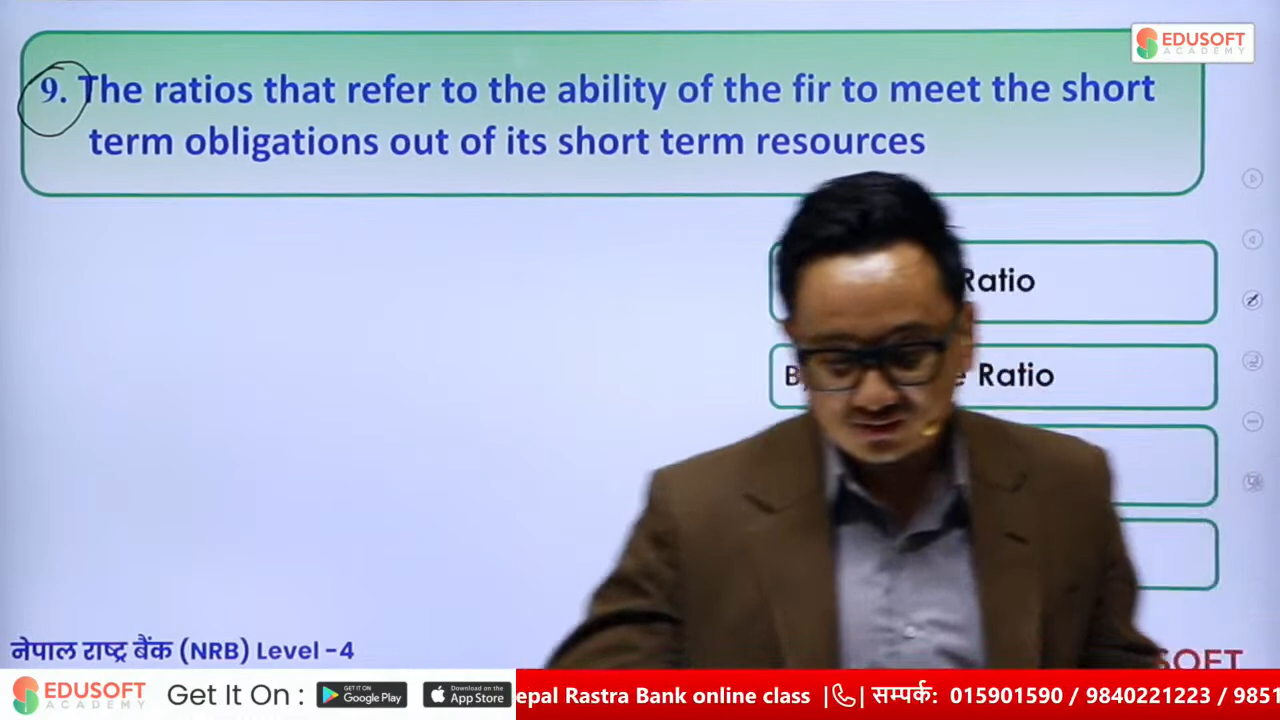 EDUSOFT
ACADEMY
9. The ratios that refer to the ability of the fir to meet the short
term obligations out of its short term resources
Ratio
Ratio
नेपाल राष्ट्र बैंक (NRB) Level -4
EDUSOFT
ACADEMY
Get It On :
GET IT ON
Google Play
Download on the
App Store
Rastra Bank online class | सम्पर्क: 015901590 / 9840221223 /